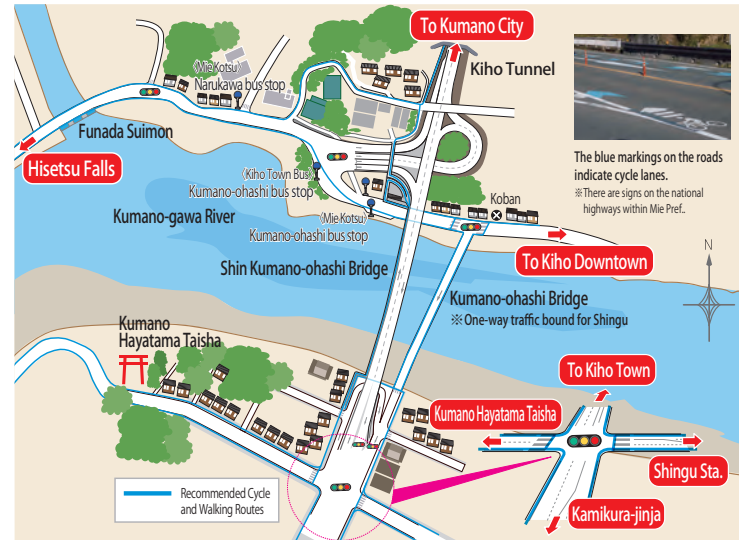 To Kumano City
Kiho Tunnel
〈Mie Kotsu〉
Narukawa bus stop
Funada Suimon
Hisetsu Falls
〈Kiho Town Bus〉
Kumano-ohashi bus stop
〈Mie Kotsu〉
Kumano-ohashi bus stop
Koban
To Kiho Downtown
The blue markings on the roads
indicate cycle lanes.
※There are signs on the national
highways within Mie Pref..
N
Kumano-gawa River
Shin Kumano-ohashi Bridge
Kumano-ohashi Bridge
※ One-way traffic bound for Shingu
Kumano
Hayatama Taisha
To Kiho Town
Kumano Hayatama Taisha
Shingu Sta.
Kamikura-jinja
Recommended Cycle
and Walking Routes